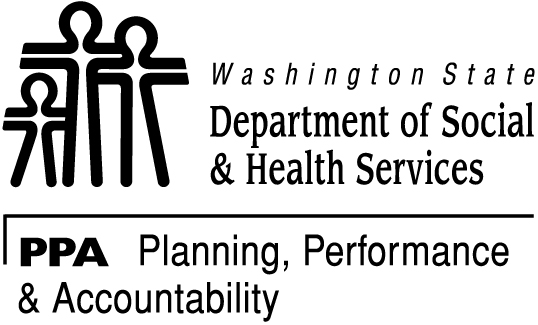 Washington State
Department of Social
& Health Services
PPA Planning, Performance
& Accountability